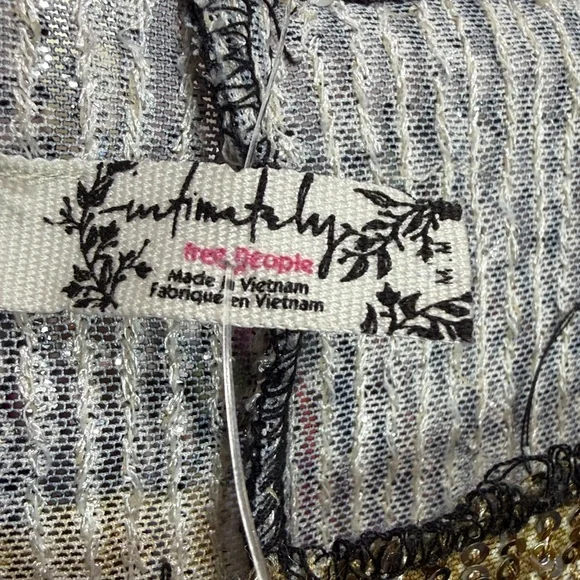 intimately
free people
Made in Vietnam
Fabriqué en Vietnam
M M